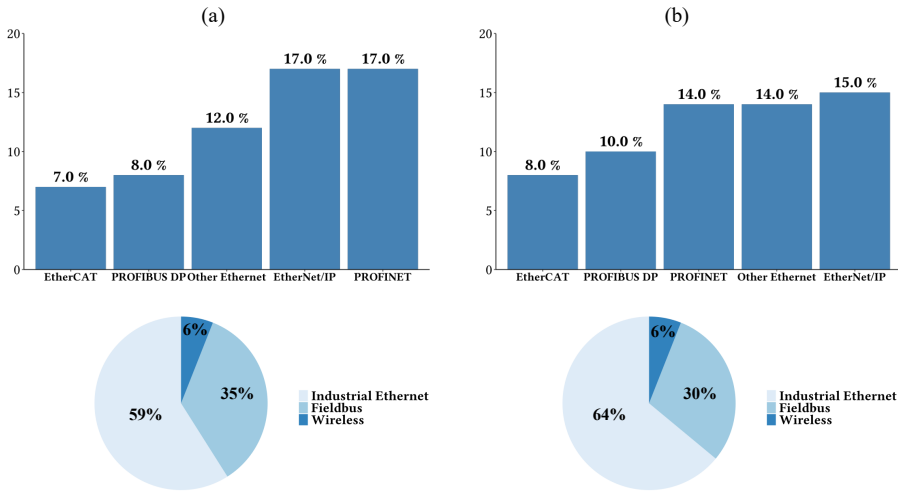 (a)
20
15
10
5
0
7.0 %
8.0 %
12.0 %
17.0 %
17.0 %
EtherCAT
PROFIBUS DP
Other Ethernet
EtherNet/IP
PROFINET
(b)
20
15
10
5
0
8.0 %
10.0 %
14.0 %
14.0 %
15.0 %
EtherCAT
PROFIBUS DP
PROFINET
Other Ethernet
EtherNet/IP
6%
35%
59%
Industrial Ethernet
Fieldbus
Wireless
6%
30%
64%
Industrial Ethernet
Fieldbus
Wireless